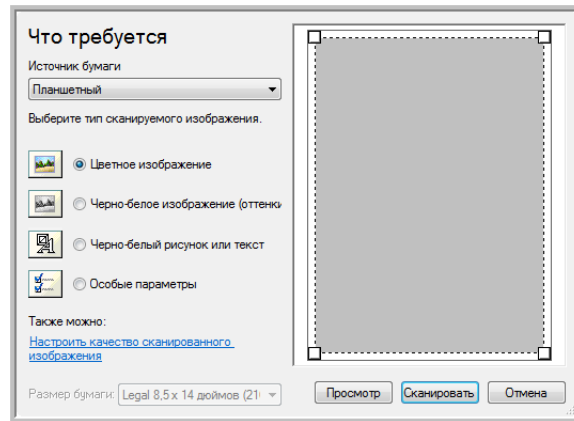 Что требуется
Источник бумаги
Планшетный
Выберите тип сканируемого изображения.
Цветное изображение
Черно-белое изображение (оттенки
Черно-белый рисунок или текст
Особые параметры
Также можно:
Настроить качество сканированного
изображения
Размер бумаги: Legal 8,5 x 14 дюймов (21
Просмотр Сканировать Отмена